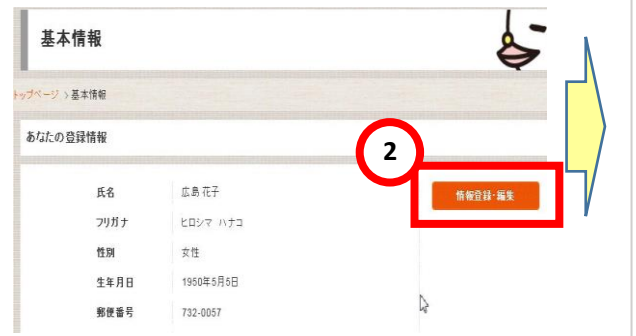 基本情報
トップページ > 基本情報
あなたの登録情報
2
氏名 広島 花子
情報登録・編集
フリガナ ヒロシマ ハナコ
性別 女性
生年月日 1950年5月5日
郵便番号 732-0057